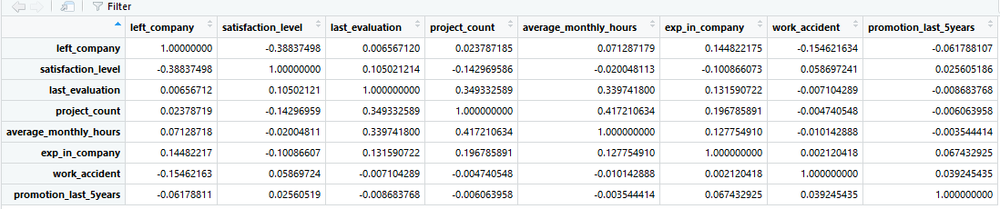 Filter
left_company satisfaction_level last_evaluation project_count average_monthly_hours exp_in_company work_accident promotion_last_5years
left_company 1.00000000 -0.38837498 0.006567120 0.023787185 0.071287179 0.144822175 -0.154621634 -0.061788107
satisfaction_level -0.38837498 1.00000000 0.105021214 -0.142969586 -0.020048113 -0.100866073 0.058697241 0.025605186
last_evaluation 0.00656712 0.10502121 1.000000000 0.349332589 0.339741800 0.131590722 -0.007104289 -0.008683768
project_count 0.02378719 -0.14296959 0.349332589 1.000000000 0.417210634 0.196785891 -0.004740548 -0.006063958
average_monthly_hours 0.07128718 -0.02004811 0.339741800 0.417210634 1.000000000 0.127754910 -0.010142888 -0.003544414
exp_in_company 0.14482217 -0.10086607 0.131590722 0.196785891 0.127754910 1.000000000 0.002120418 0.067432925
work_accident -0.15462163 0.05869724 -0.007104289 -0.004740548 -0.010142888 0.002120418 1.000000000 0.039245435
promotion_last_5years -0.06178811 0.02560519 -0.008683768 -0.006063958 -0.003544414 0.067432925 0.039245435 1.000000000